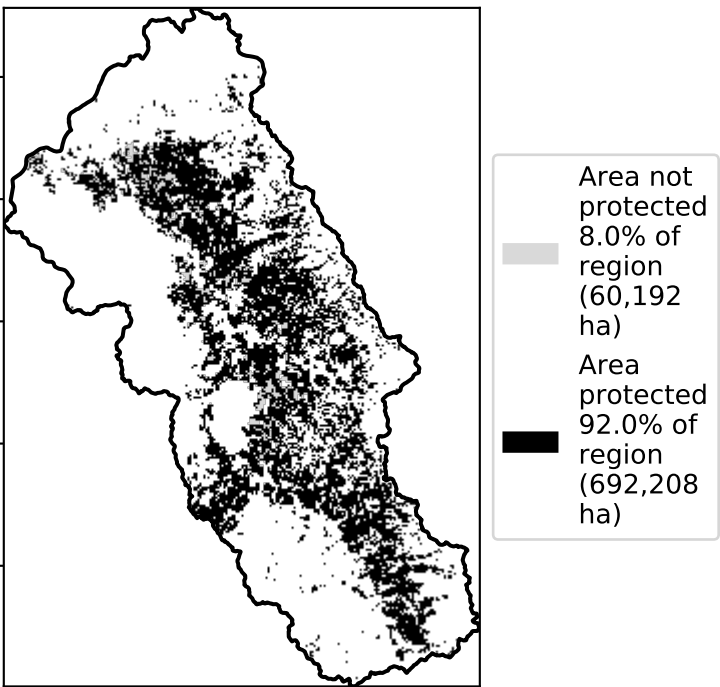 Area not
protected
8.0% of
region
(60,192
ha)
Area
protected
92.0% of
region
(692,208
ha)